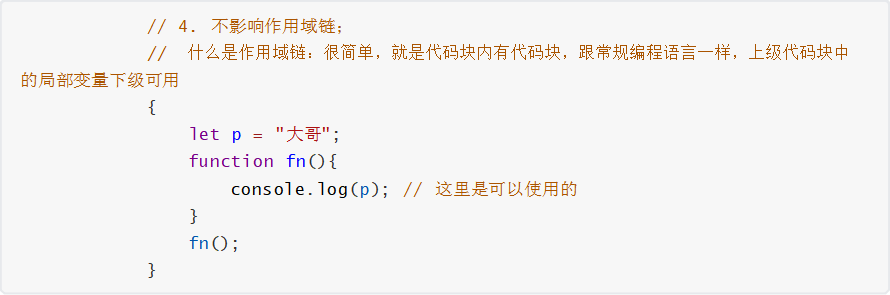 // 4. 不影响作用域链;
//  什么是作用域链：很简单，就是代码块内有代码块，跟常规编程语言一样，上级代码块中
的局部变量下级可用
{
    let p = "大哥";
    function fn(){
        console.log(p); // 这里是可以使用的
    }
    fn();
}